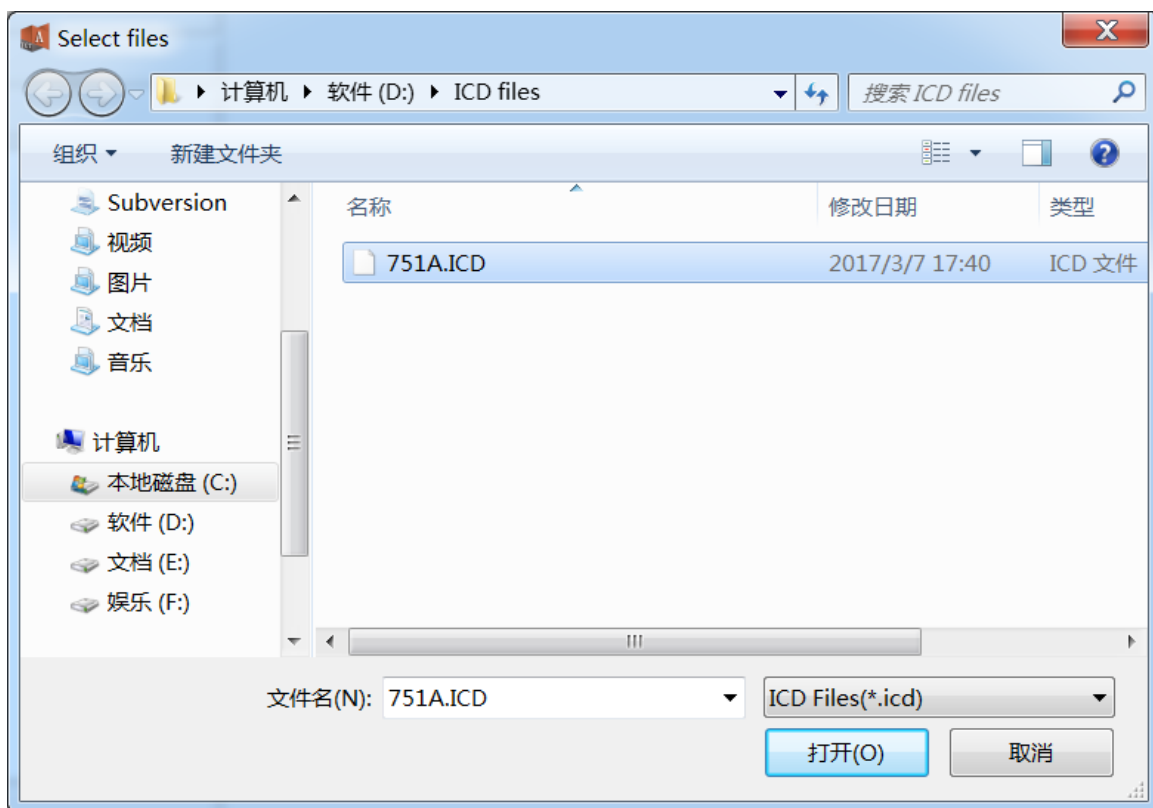 Select files
计算机 ▸ 软件 (D:) ▸ ICD files
搜索 ICD files
组织
新建文件夹
Subversion
视频
图片
文档
音乐
计算机
本地磁盘 (C:)
软件 (D:)
文档 (E:)
娱乐 (F:)
名称 修改日期 类型
751A.ICD 2017/3/7 17:40 ICD 文件
文件名(N): 751A.ICD ICD Files(*.icd)
打开(O) 取消